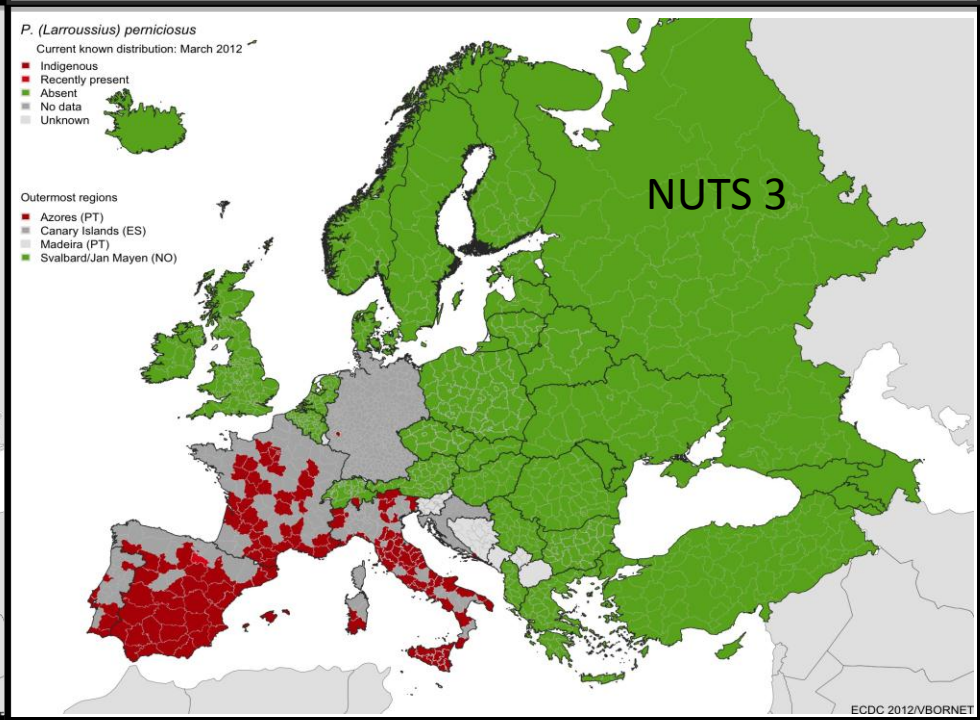 P. (Larroussius) perniciosus
Current known distribution: March 2012
Indigenous
Recently present
Absent
No data
Unknown
Outermost regions
Azores (PT)
Canary Islands (ES)
Madeira (PT)
Svalbard/Jan Mayen (NO)
NUTS 3
ECDC 2012/VBORNET